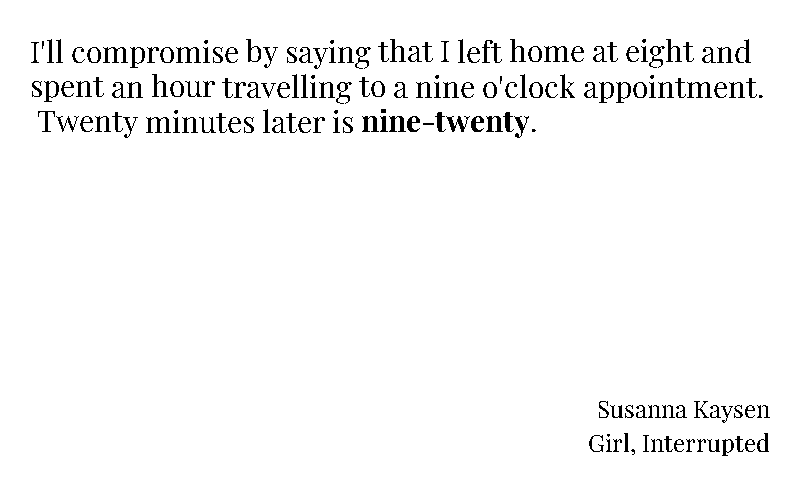 I'll compromise by saying that I left home at eight and
spent an hour travelling to a nine o'clock appointment.
Twenty minutes later is nine-twenty.
Susanna Kaysen
Girl, Interrupted